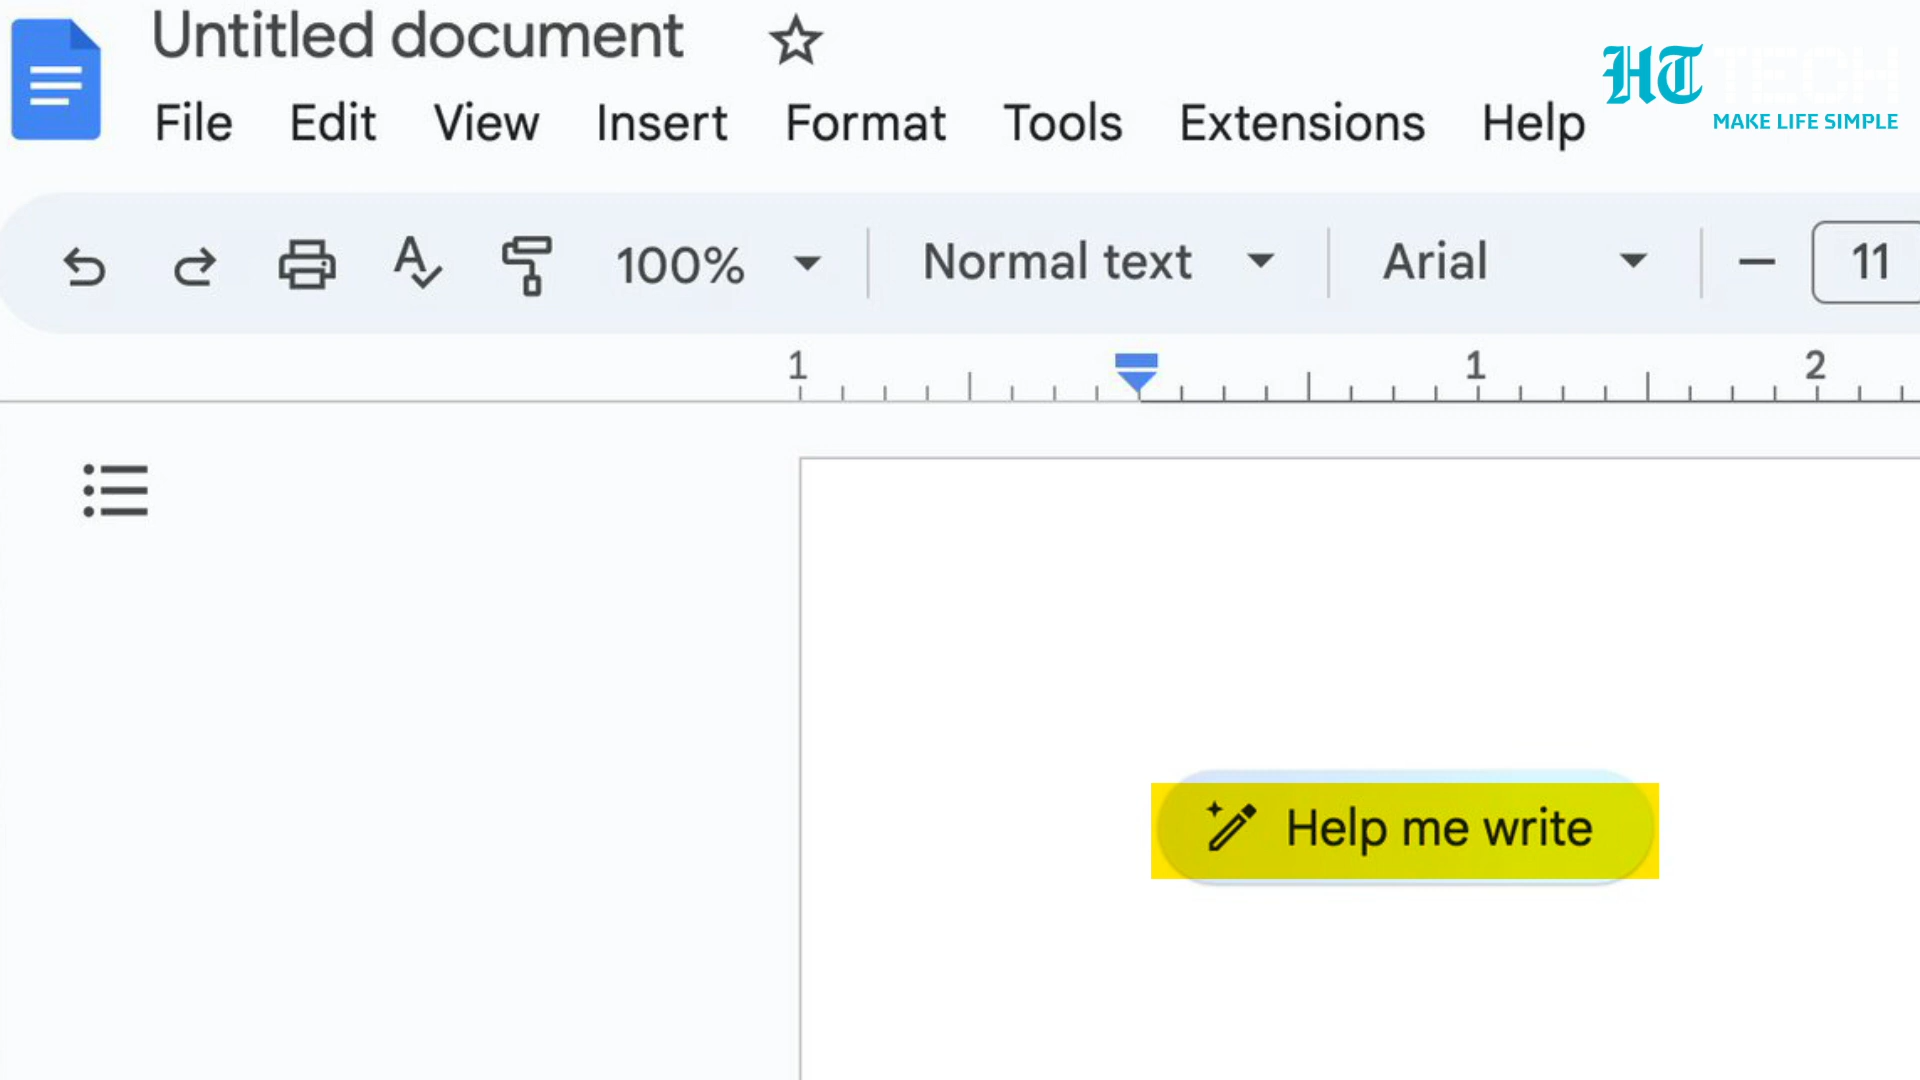 Untitled document
HT TECH
MAKE LIFE SIMPLE
File Edit View Insert Format Tools Extensions Help
100% Normal text Arial 11
1 1 2
Help me write